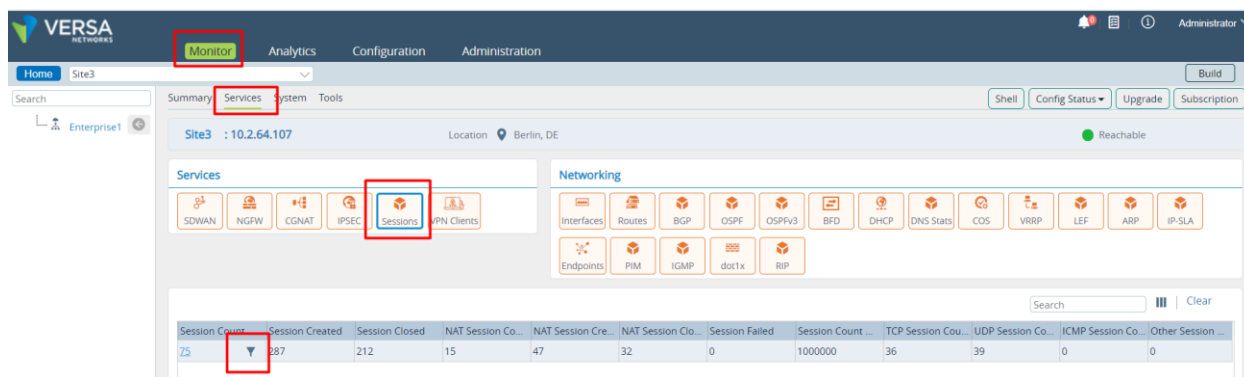 VERSA
NETWORKS
Administrator
Monitor Analytics Configuration Administration
Home Site3 Build
Search Summary Services System Tools Shell Config Status Upgrade Subscription
Enterprise1
Site3 : 10.2.64.107 Location Berlin, DE Reachable
Services Networking
SDWAN NGFW CGNAT IPSEC Sessions VPN Clients Interfaces Routes BGP OSPF OSPFv3 BFD DHCP DNS Stats COS VRRP LEF ARP IP-SLA
Endpoints PIM IGMP dot1x RIP
Search Clear
Session Count Session Created Session Closed NAT Session Co... NAT Session Cre... NAT Session Clo... Session Failed Session Count ... TCP Session Cou... UDP Session Co... ICMP Session Co... Other Session ...
75 287 212 15 47 32 0 1000000 36 39 0 0